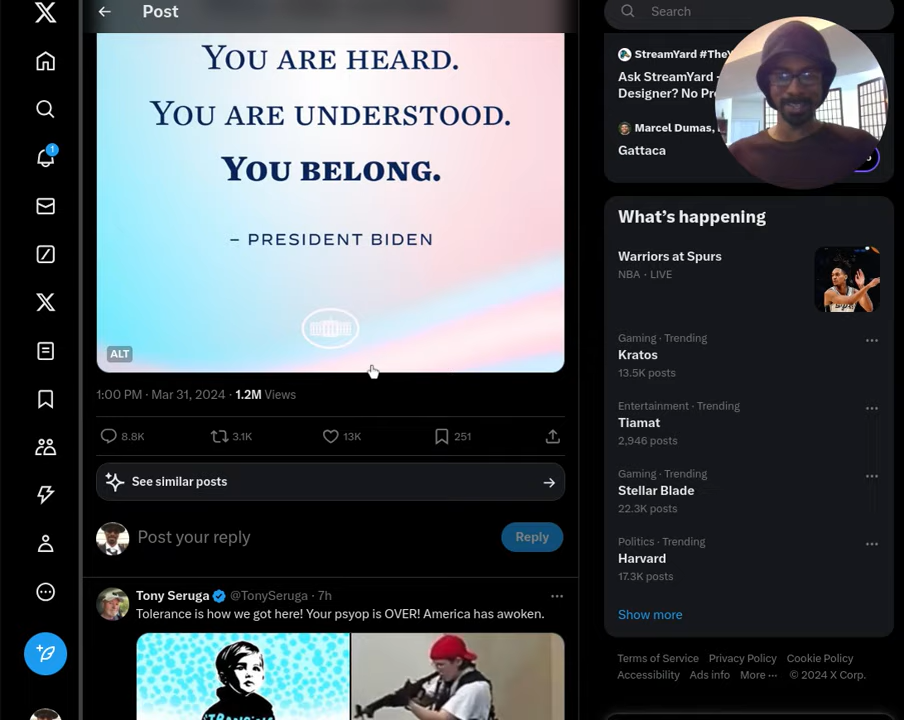 Post
YOU ARE HEARD.
YOU ARE UNDERSTOOD.
YOU BELONG.
– PRESIDENT BIDEN
ALT
1:00 PM · Mar 31, 2024 · 1.2M Views
8.8K
3.1K
13K
251
See similar posts
Post your reply
Reply
Tony Seruga @TonySeruga · 7h
Tolerance is how we got here! Your psyop is OVER! America has awoken.
1
Search
StreamYard
Ask StreamYard
Designer? No
Marcel Dumas,
Gattaca
What’s happening
Warriors at Spurs
NBA · LIVE
Gaming · Trending
Kratos
13.5K posts
Entertainment · Trending
Tiamat
2,946 posts
Gaming · Trending
Stellar Blade
22.3K posts
Politics · Trending
Harvard
17.3K posts
Show more
Terms of Service Privacy Policy Cookie Policy
Accessibility Ads info More ··· © 2024 X Corp.